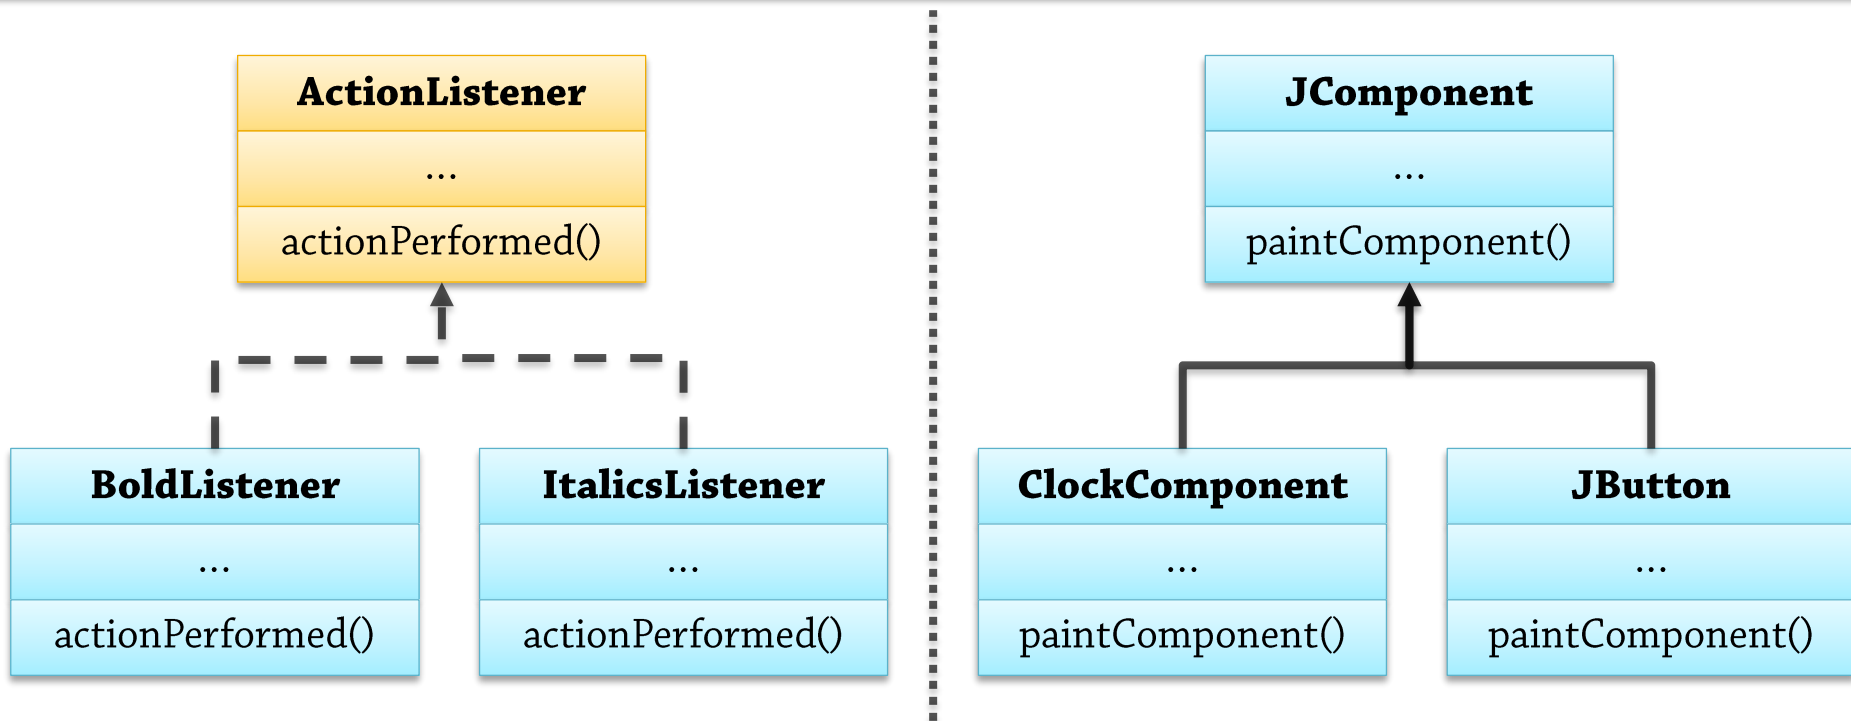 ActionListener
...
actionPerformed()
BoldListener
...
actionPerformed()
ItalicsListener
...
actionPerformed()
JComponent
...
paintComponent()
ClockComponent
...
paintComponent()
JButton
...
paintComponent()